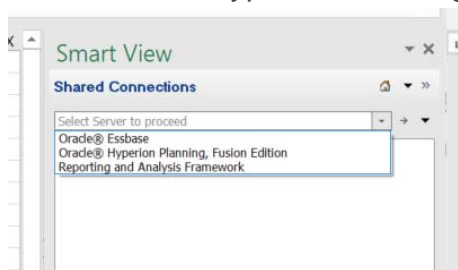 Smart View
Shared Connections
Select Server to proceed
Oracle® Essbase
Oracle® Hyperion Planning, Fusion Edition
Reporting and Analysis Framework